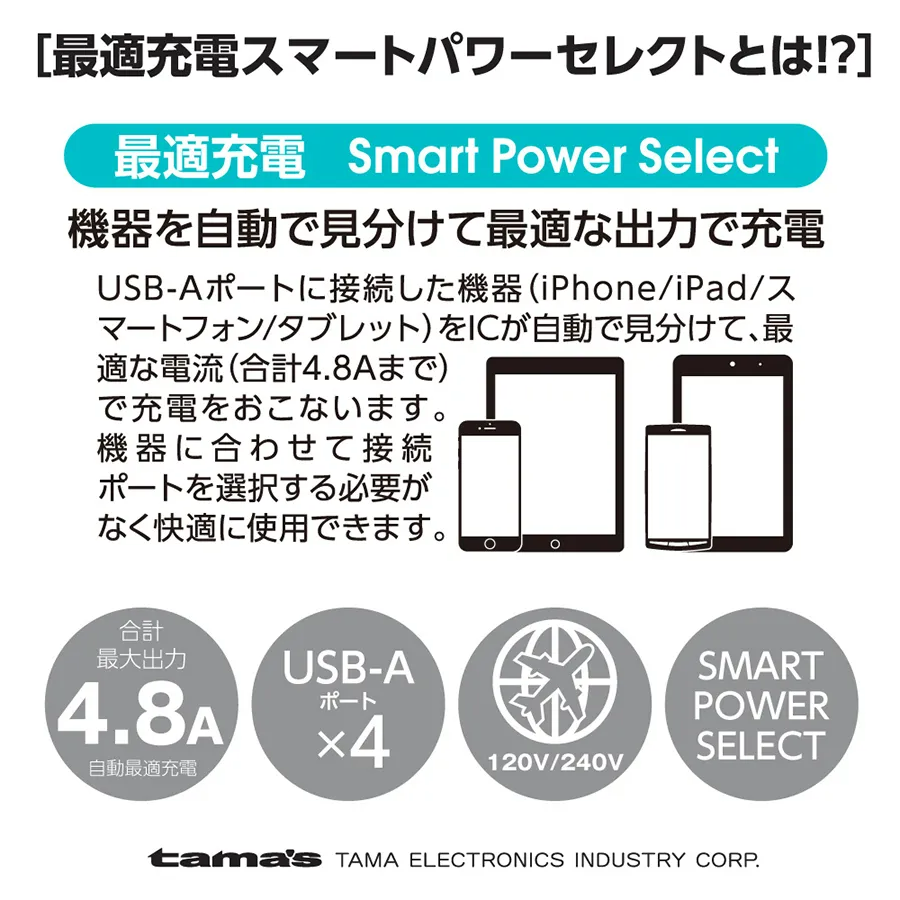 [最適充電スマートパワーセレクトとは!?]
最適充電 Smart Power Select
機器を自動で見分けて最適な出力で充電
USB-Aポートに接続した機器(iPhone/iPad/ス
マートフォン/タブレット)をICが自動で見分けて、最
適な電流(合計4.8Aまで)
で充電をおこないます。
機器に合わせて接続
ポートを選択する必要が
なく快適に使用できます。
合計
最大出力
4.8A
自動最適充電
USB-A
ポート
×4
120V/240V
SMART
POWER
SELECT
tama's TAMA ELECTRONICS INDUSTRY CORP.